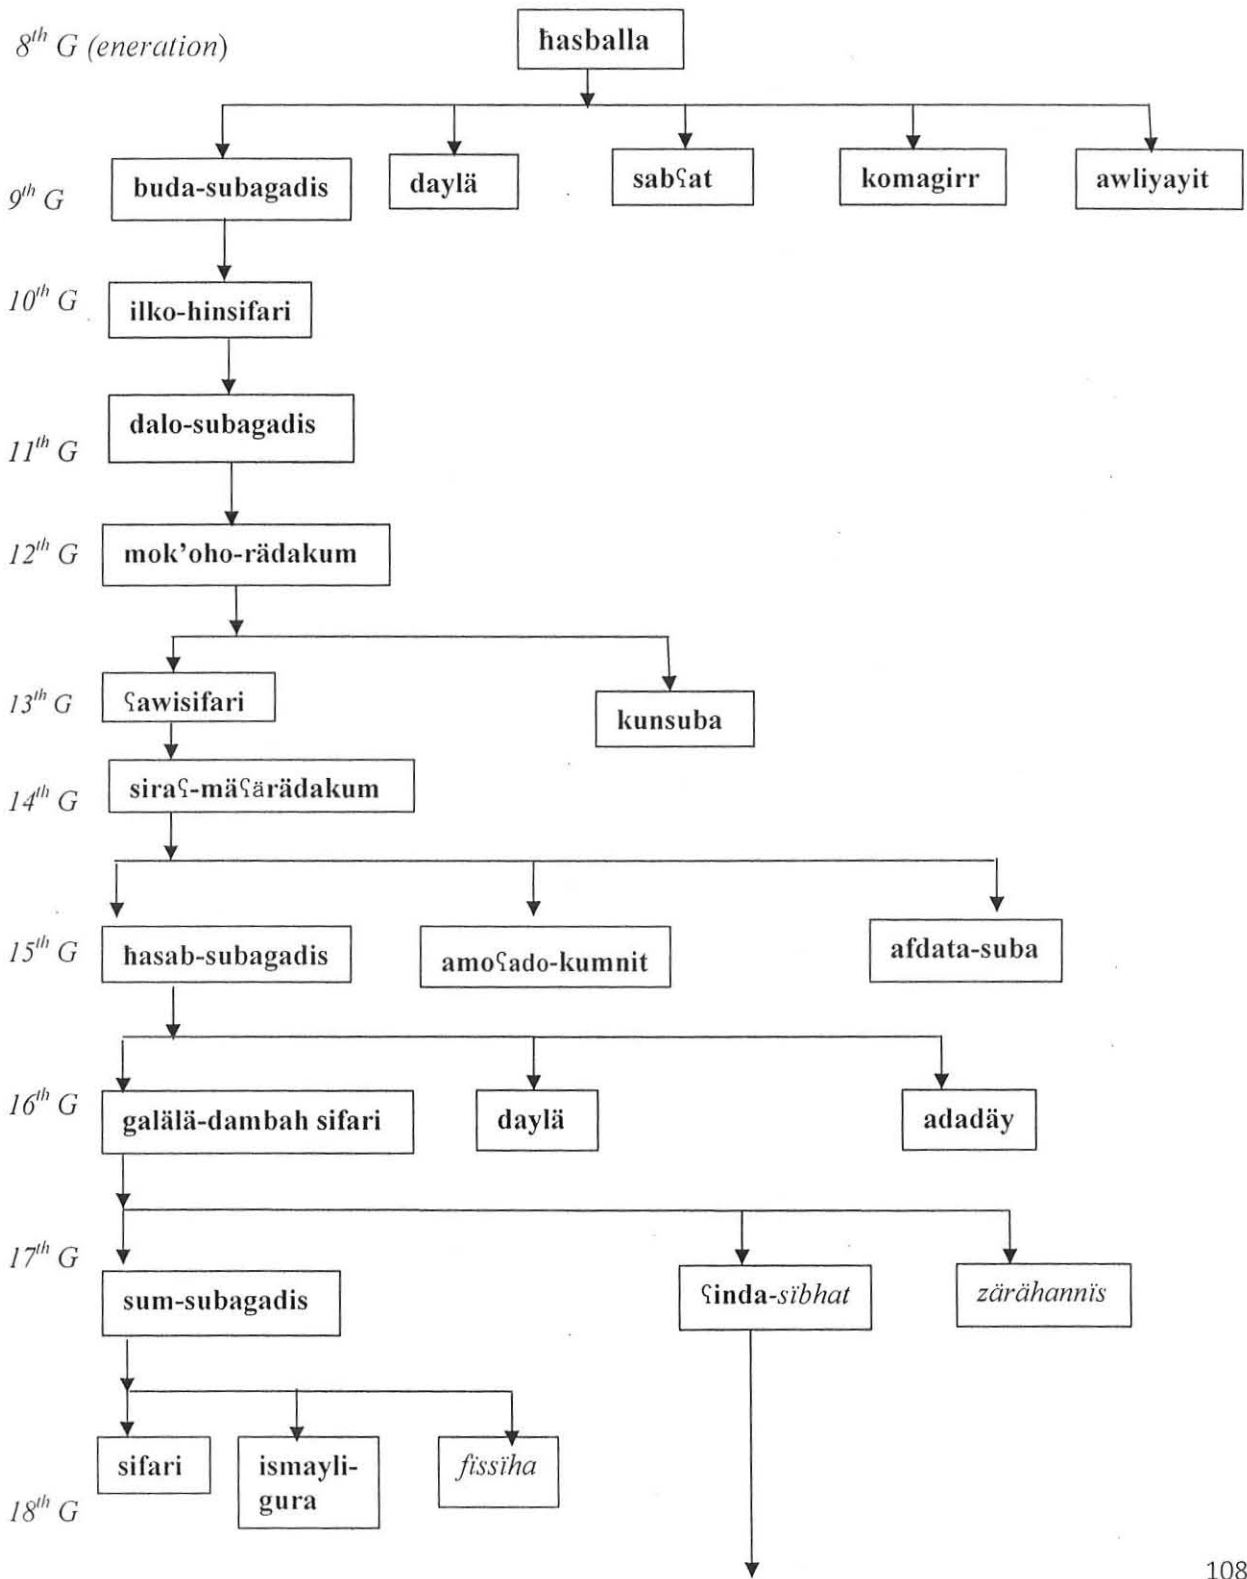 8th G (eneration)
ħasballa
9th G
buda-subagadis
daylä
sabʕat
komagirr
awliyayit
10th G
ilko-hinsifari
11th G
dalo-subagadis
12th G
mok’oho-rädakum
13th G
ʕawisifari
kunsuba
14th G
siraʕ-mäʕärädakum
15th G
ħasab-subagadis
amoʕado-kumnit
afdata-suba
16th G
galälä-dambah sifari
daylä
adadäy
17th G
sum-subagadis
ʕinda-sïbhat
zärähannïs
18th G
sifari
ismayli-
gura
fïssïha
108